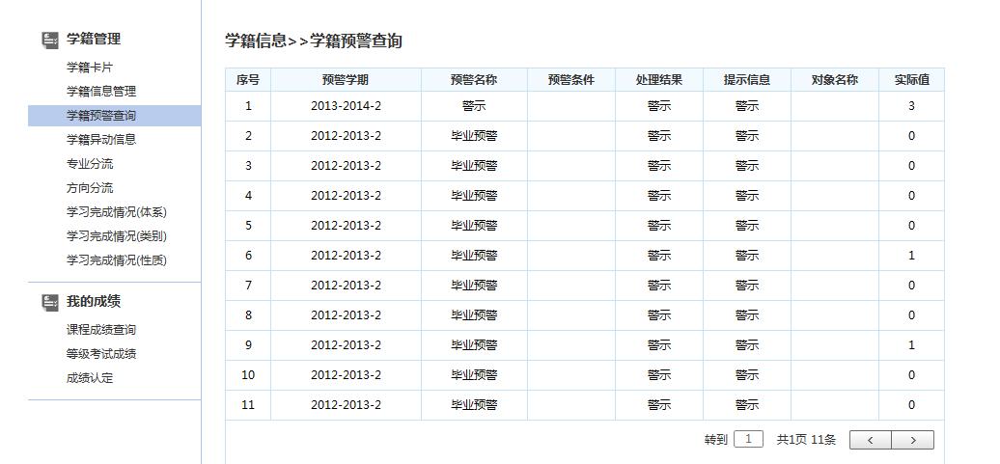 学籍管理
学籍卡片
学籍信息管理
学籍预警查询
学籍异动信息
专业分流
方向分流
学习完成情况(体系)
学习完成情况(类别)
学习完成情况(性质)
我的成绩
课程成绩查询
等级考试成绩
成绩认定
学籍信息>>学籍预警查询
序号 预警学期 预警名称 预警条件 处理结果 提示信息 对象名称 实际值
1 2013-2014-2 警示 警示 警示 3
2 2012-2013-2 毕业预警 警示 警示 0
3 2012-2013-2 毕业预警 警示 警示 0
4 2012-2013-2 毕业预警 警示 警示 0
5 2012-2013-2 毕业预警 警示 警示 0
6 2012-2013-2 毕业预警 警示 警示 1
7 2012-2013-2 毕业预警 警示 警示 0
8 2012-2013-2 毕业预警 警示 警示 0
9 2012-2013-2 毕业预警 警示 警示 1
10 2012-2013-2 毕业预警 警示 警示 0
11 2012-2013-2 毕业预警 警示 警示 0
转到 1 共1页 11条 < >